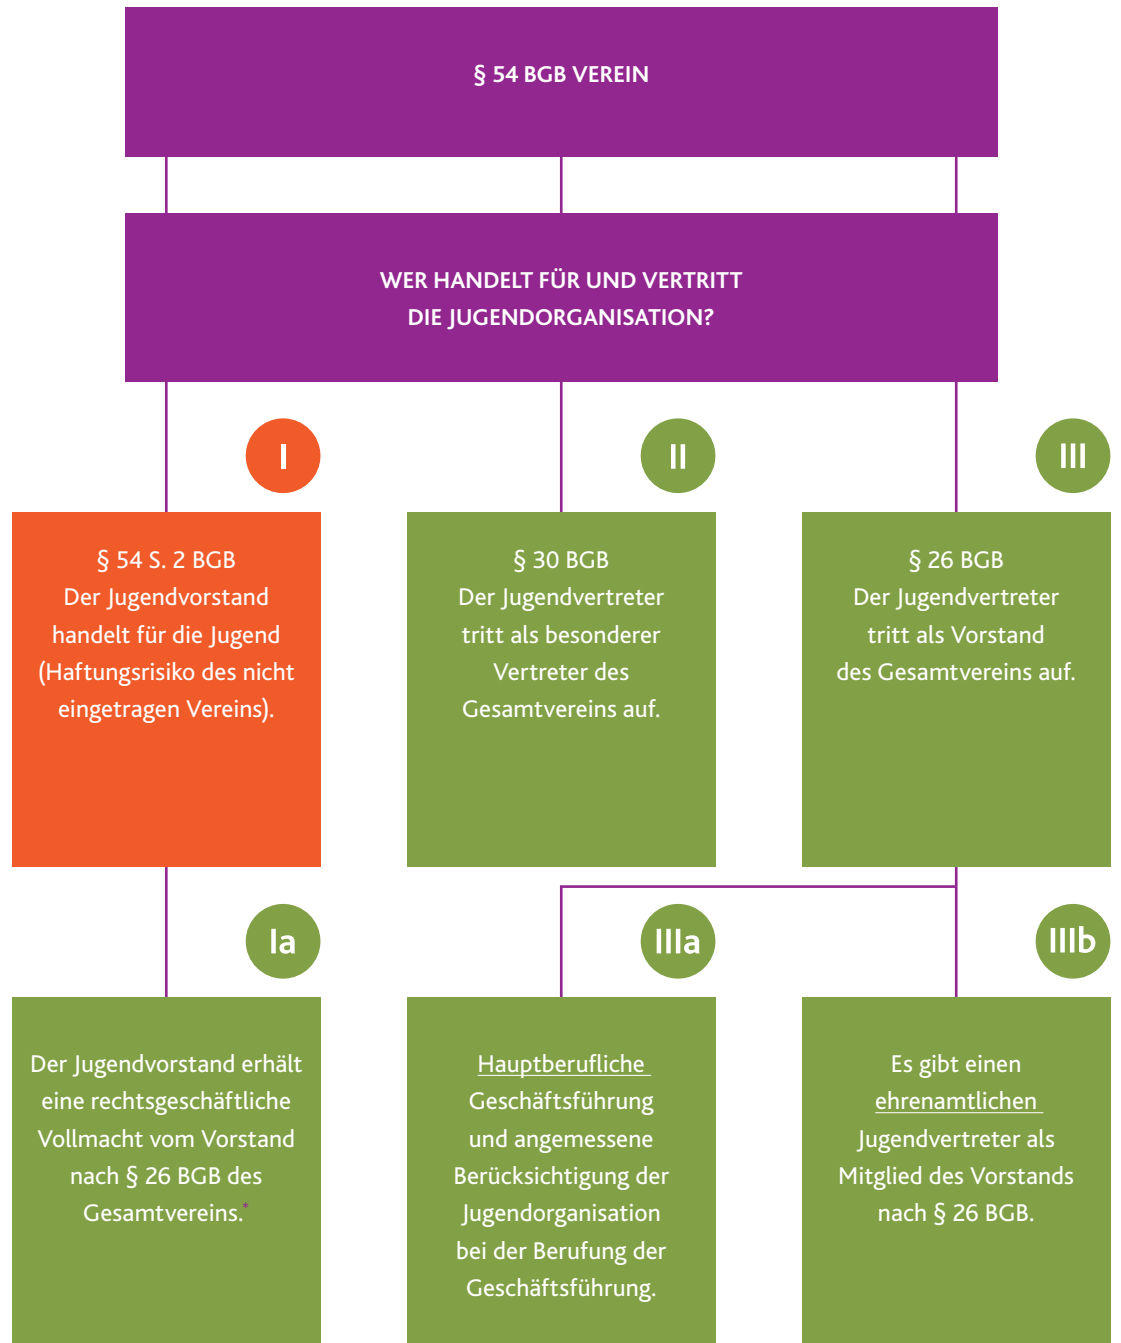 § 54 BGB VEREIN
WER HANDELT FÜR UND VERTRITT
DIE JUGENDORGANISATION?
I
§ 54 S. 2 BGB
Der Jugendvorstand
handelt für die Jugend
(Haftungsrisiko des nicht
eingetragen Vereins).
II
§ 30 BGB
Der Jugendvertreter
tritt als besonderer
Vertreter des
Gesamtvereins auf.
III
§ 26 BGB
Der Jugendvertreter
tritt als Vorstand
des Gesamtvereins auf.
Ia
Der Jugendvorstand erhält
eine rechtsgeschäftliche
Vollmacht vom Vorstand
nach § 26 BGB des
Gesamtvereins.*
IIIa
Hauptberufliche
Geschäftsführung
und angemessene
Berücksichtigung der
Jugendorganisation
bei der Berufung der
Geschäftsführung.
IIIb
Es gibt einen
ehrenamtlichen
Jugendvertreter als
Mitglied des Vorstands
nach § 26 BGB.